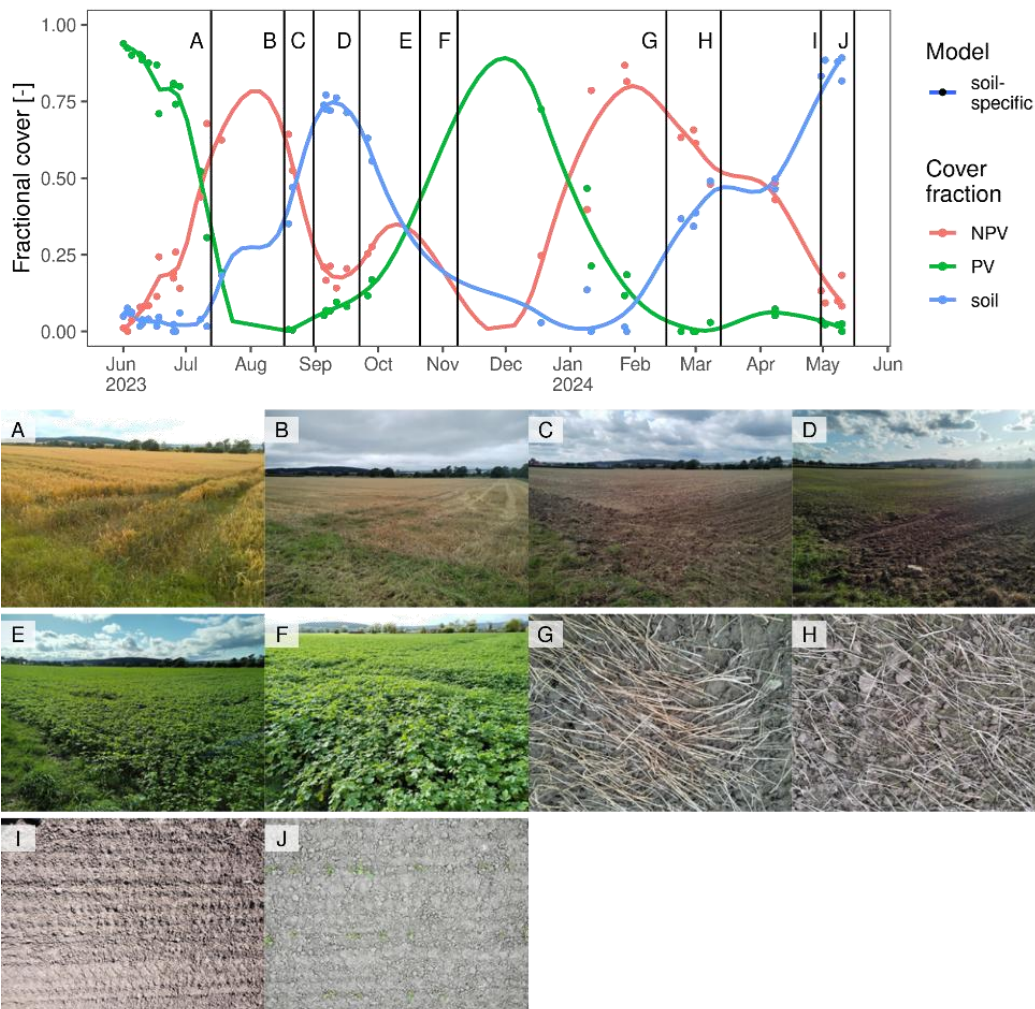 Fractional cover [-]
1.00
0.75
0.50
0.25
0.00
A B C D E F G H I J
Jun Jul Aug Sep Oct Nov Dec Jan Feb Mar Apr May Jun
2023 2024
Model
soil-
specific
Cover
fraction
NPV
PV
soil
A B C D
E F G H
I J